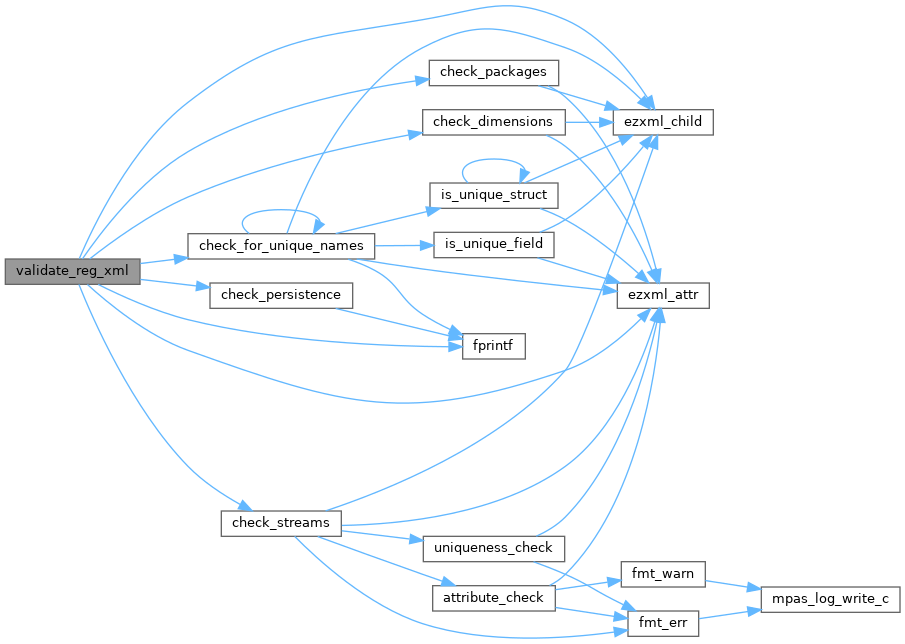 validate_reg_xml
check_packages
check_dimensions
ezxml_child
is_unique_struct
check_for_unique_names
is_unique_field
check_persistence
ezxml_attr
fprintf
check_streams
uniqueness_check
attribute_check
fmt_warn
fmt_err
mpas_log_write_c